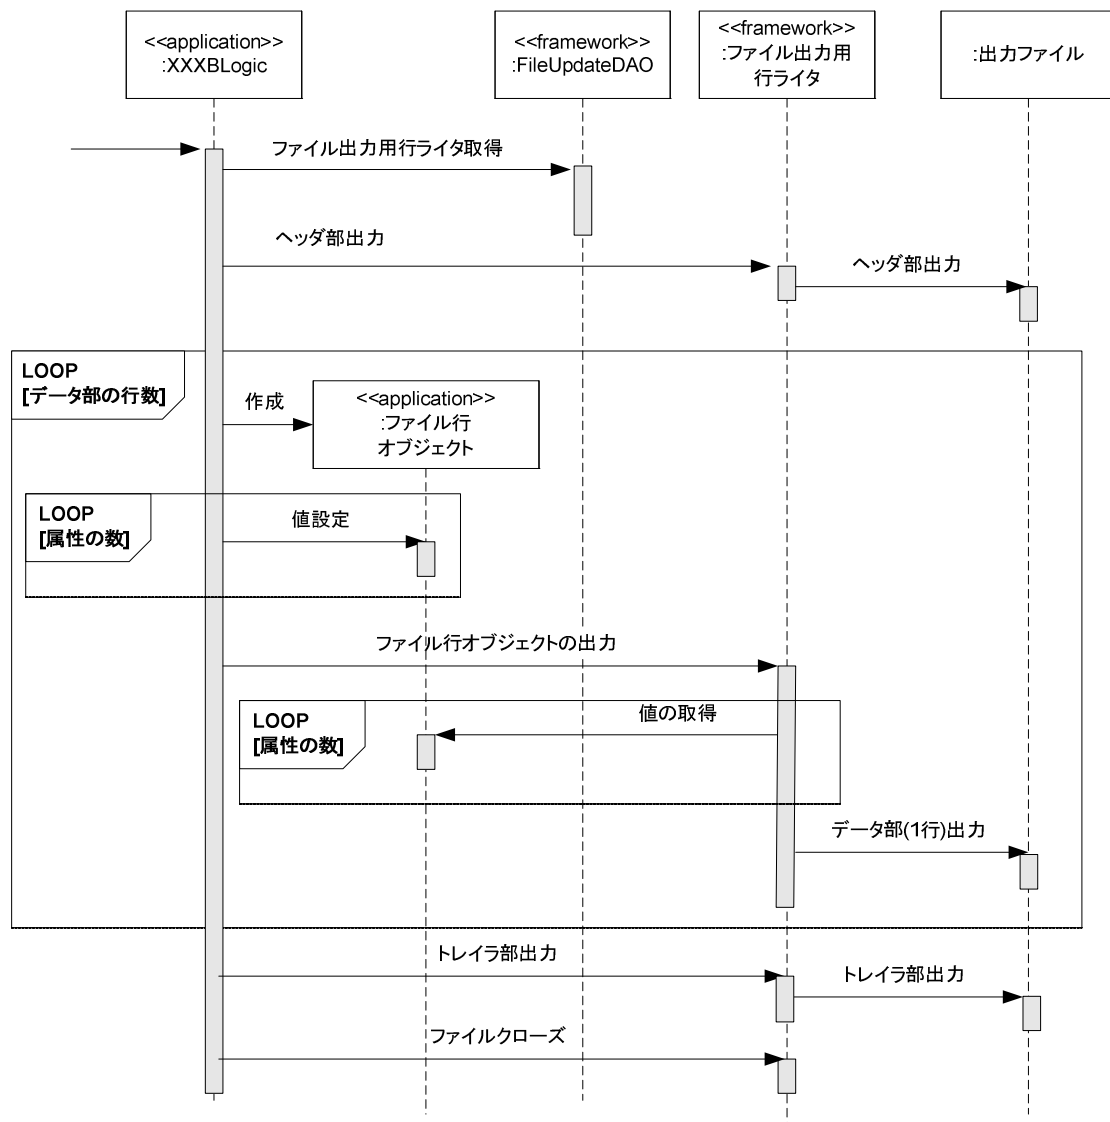 <<application>>
:XXXBLogic
<<framework>>
:FileUpdateDAO
<<framework>>
:ファイル出力用
行ライタ
:出力ファイル
ファイル出力用行ライタ取得
ヘッダ部出力
ヘッダ部出力
LOOP
[データ部の行数]
作成
<<application>>
:ファイル行
オブジェクト
LOOP
[属性の数]
値設定
ファイル行オブジェクトの出力
LOOP
[属性の数]
値の取得
データ部(1行)出力
トレイラ部出力
トレイラ部出力
ファイルクローズ